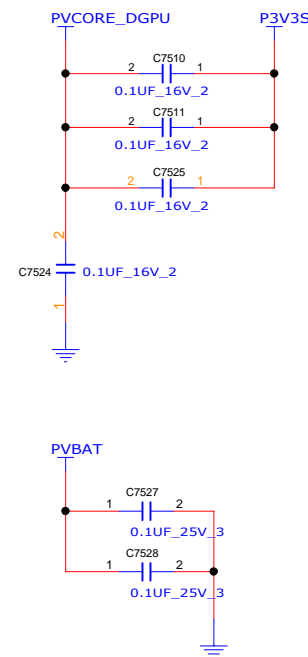 PVCORE_DGPU P3V3S
C7510
2 1
0.1UF_16V_2
C7511
2 1
0.1UF_16V_2
C7525
2 1
0.1UF_16V_2
2
C7524 0.1UF_16V_2
1
PVBAT
C7527
1 2
0.1UF_25V_3
C7528
1 2
0.1UF_25V_3